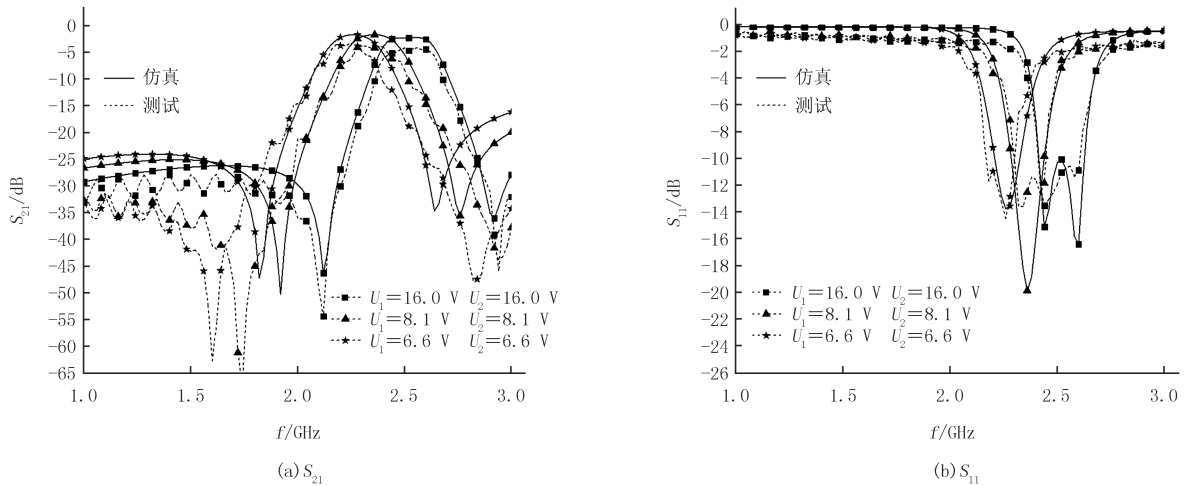 0
-5
-10
-15
-20
-25
-30
-35
-40
-45
-50
-55
-60
-65
S21/dB
仿真
测试
U1=16.0 V U2=16.0 V
U1=8.1 V U2=8.1 V
U1=6.6 V U2=6.6 V
1.0 1.5 2.0 2.5 3.0
f/GHz
(a) S21
0
-2
-4
-6
-8
-10
-12
-14
-16
-18
-20
-22
-24
-26
S11/dB
仿真
测试
U1=16.0 V U2=16.0 V
U1=8.1 V U2=8.1 V
U1=6.6 V U2=6.6 V
1.0 1.5 2.0 2.5 3.0
f/GHz
(b) S11